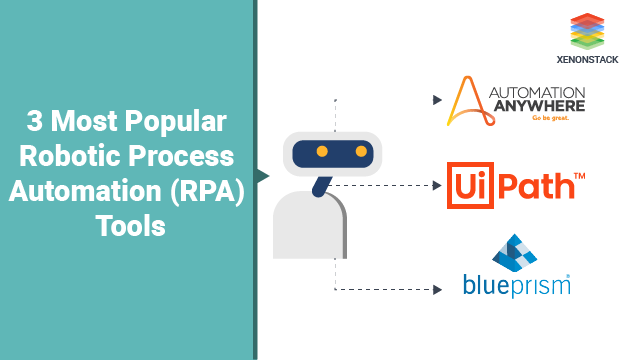 3 Most Popular
Robotic Process
Automation (RPA)
Tools
XENONSTACK
AUTOMATION
ANYWHERE
Go be great.
UiPath™
blueprism®